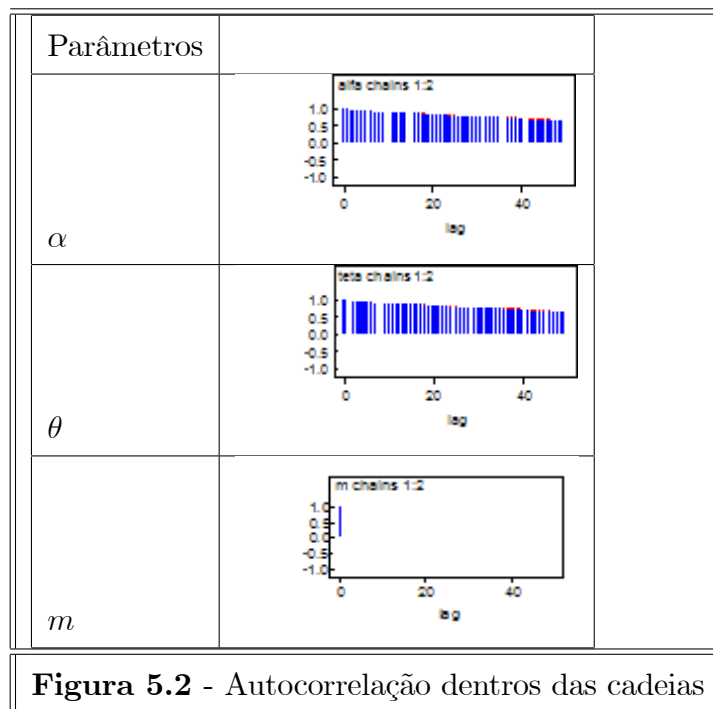 Parâmetros
alfa chains 1:2
1.0
0.5
0.0
-0.5
-1.0
0 20 40
lag
α
teta chains 1:2
1.0
0.5
0.0
-0.5
-1.0
0 20 40
lag
θ
m chains 1:2
1.0
0.5
0.0
-0.5
-1.0
0 20 40
lag
m
Figura 5.2 - Autocorrelação dentros das cadeias